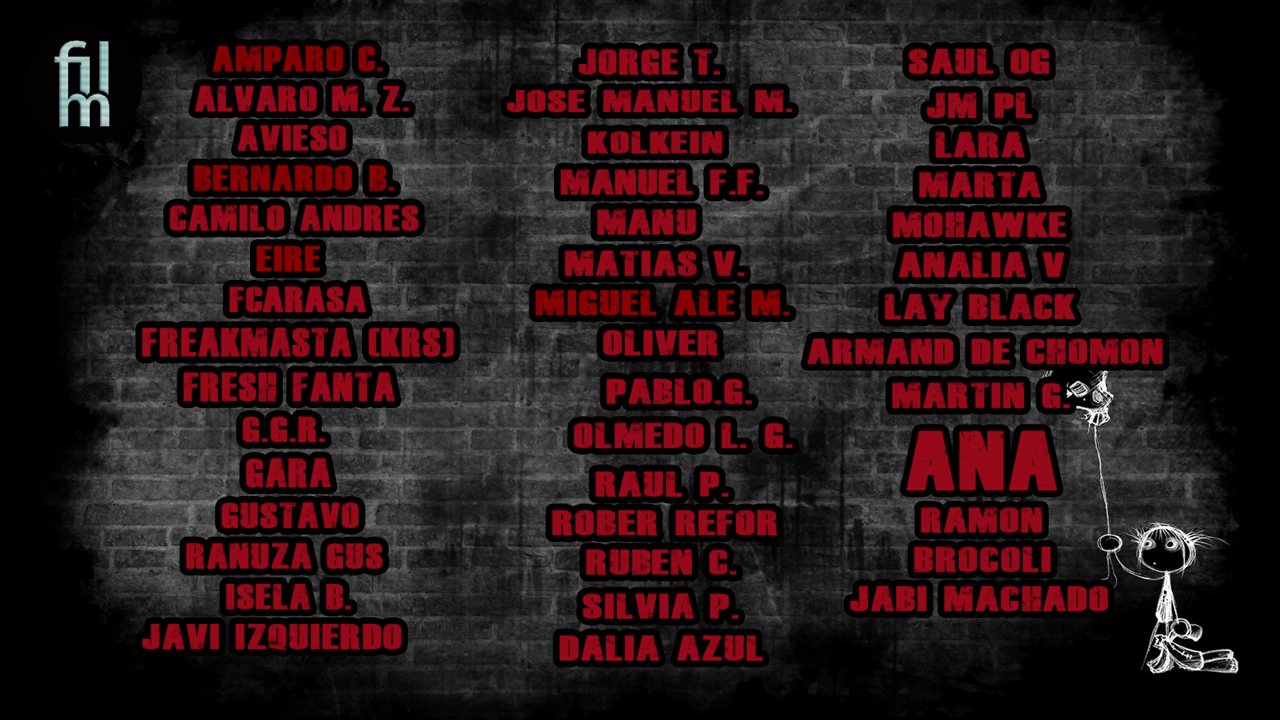 film
AMPARO C.
ALVARO M. Z.
AVIESO
BERNARDO B.
CAMILO ANDRES
EIRE
FCARASA
FREAKMASTA (KRS)
FRESH FANTA
G.G.R.
GARA
GUSTAVO
RANUZA GUS
ISELA B.
JAVI IZQUIERDO
JORGE T.
JOSE MANUEL M.
KOLKEIN
MANUEL F.F.
MANU
MATIAS V.
MIGUEL ALE M.
OLIVER
PABLO.G.
OLMEDO L. G.
RAUL P.
ROBER REFOR
RUBEN C.
SILVIA P.
DALIA AZUL
SAUL OG
JM PL
LARA
MARTA
MOHAWKE
ANALIA V
LAY BLACK
ARMAND DE CHOMON
MARTIN G.
ANA
RAMON
BROCOLI
JABI MACHADO